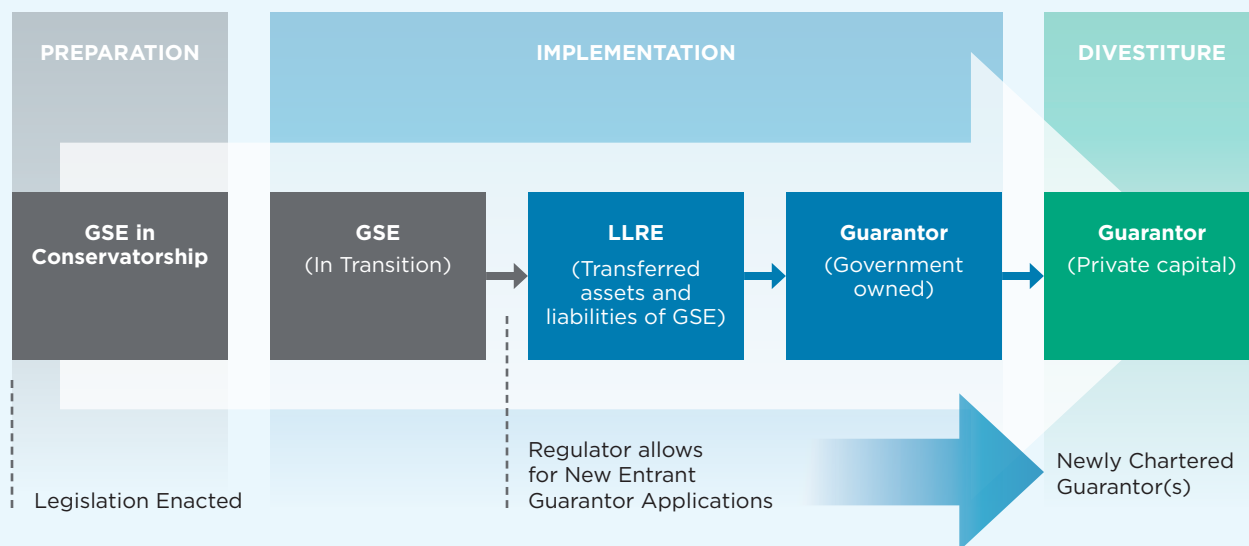 PREPARATION
IMPLEMENTATION
DIVESTITURE
GSE in
Conservatorship
GSE
(In Transition)
LLRE
(Transferred
assets and
liabilities of GSE)
Guarantor
(Government
owned)
Guarantor
(Private capital)
Legislation Enacted
Regulator allows
for New Entrant
Guarantor Applications
Newly Chartered
Guarantor(s)